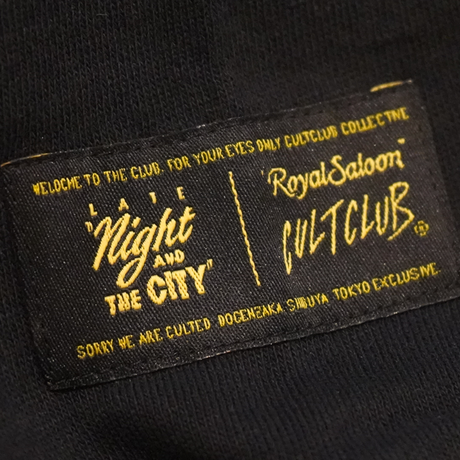 WELOCME TO THE CLUB. FOR YOUR EYES ONLY CULTCLUB COLLECTIVE
LATE
"Night
AND
THE CITY"
"Royal Saloon"
CULTCLUB®
SORRY WE ARE CULTED DOGENZAKA SHIBUYA TOKYO EXCLUSIVE.